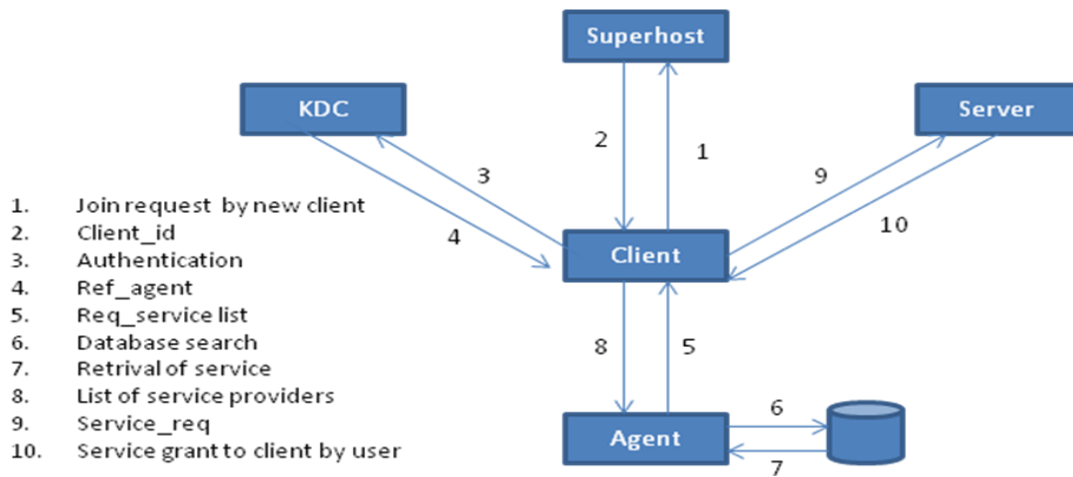 Superhost
KDC
Server
2
1
3
9
4
10
Client
8
5
Agent
6
7
1. Join request by new client
2. Client_id
3. Authentication
4. Ref_agent
5. Req_service list
6. Database search
7. Retrival of service
8. List of service providers
9. Service_req
10. Service grant to client by user